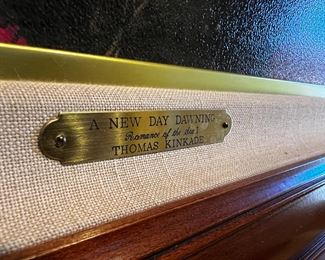 A NEW DAY DAWNING
Romance of the Sea I
THOMAS KINKADE